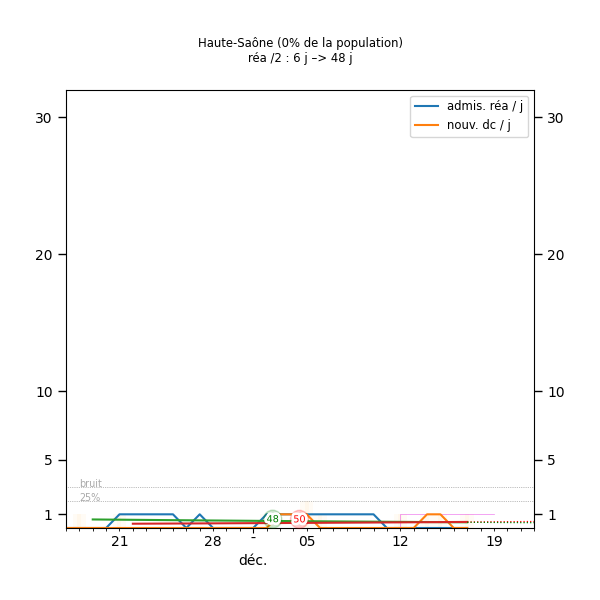 Haute-Saône (0% de la population)
réa /2 : 6 j –> 48 j
admis. réa / j
nouv. dc / j
30 30
20 20
10 10
5 5
bruit
25%
1 48 50 1
21 28 - 05 12 19
déc.